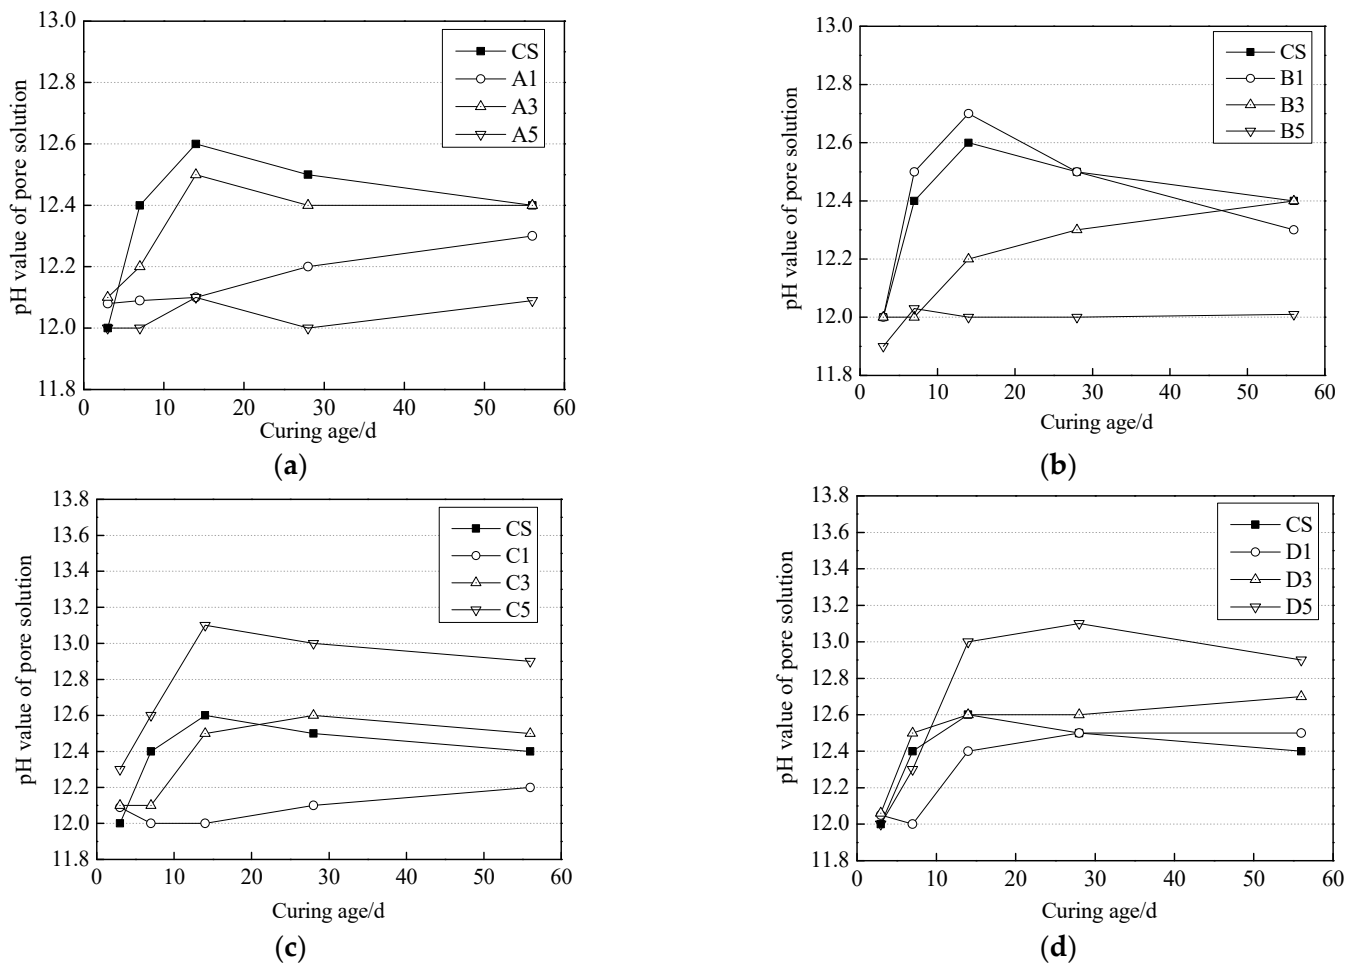 13.0
12.8
12.6
12.4
12.2
12.0
11.8
pH value of pore solution
CS
A1
A3
A5
0 10 20 30 40 50 60
Curing age/d
(a)
13.0
12.8
12.6
12.4
12.2
12.0
11.8
pH value of pore solution
CS
B1
B3
B5
0 10 20 30 40 50 60
Curing age/d
(b)
13.8
13.6
13.4
13.2
13.0
12.8
12.6
12.4
12.2
12.0
11.8
pH value of pore solution
CS
C1
C3
C5
0 10 20 30 40 50 60
Curing age/d
(c)
13.8
13.6
13.4
13.2
13.0
12.8
12.6
12.4
12.2
12.0
11.8
pH value of pore solution
CS
D1
D3
D5
0 10 20 30 40 50 60
Curing age/d
(d)